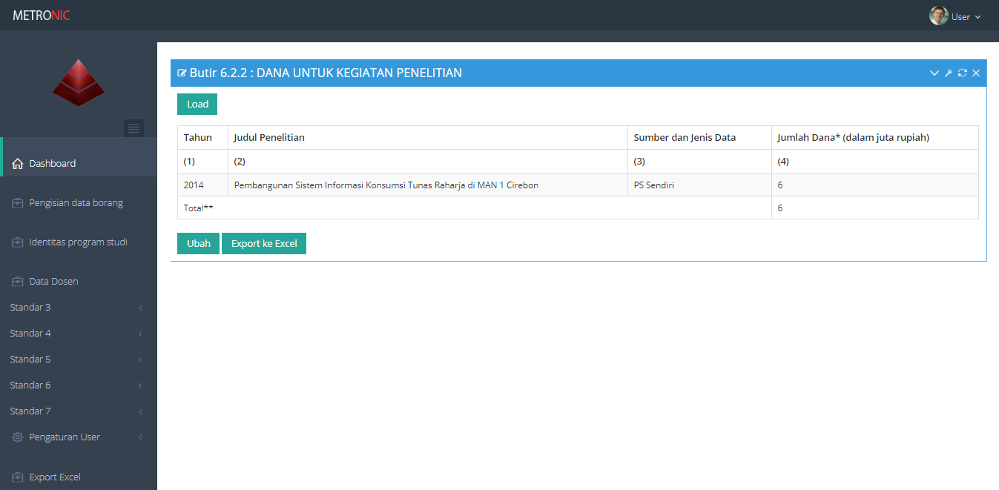 METRONIC
User
Butir 6.2.2 : DANA UNTUK KEGIATAN PENELITIAN
Load
Tahun Judul Penelitian Sumber dan Jenis Data Jumlah Dana* (dalam juta rupiah)
(1) (2) (3) (4)
2014 Pembangunan Sistem Informasi Konsumsi Tunas Raharja di MAN 1 Cirebon PS Sendiri 6
Total** 6
Ubah Export ke Excel
Dashboard
Pengisian data borang
Identitas program studi
Data Dosen
Standar 3
Standar 4
Standar 5
Standar 6
Standar 7
Pengaturan User
Export Excel